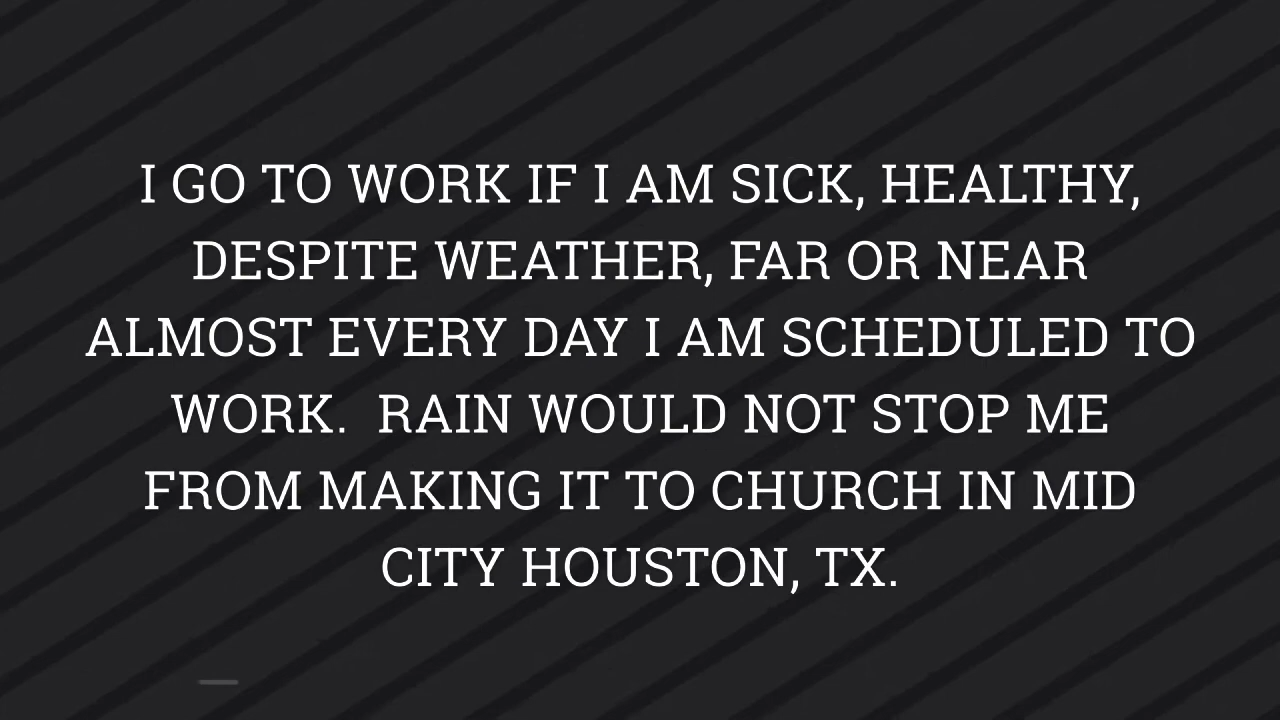 I GO TO WORK IF I AM SICK, HEALTHY,
DESPITE WEATHER, FAR OR NEAR
ALMOST EVERY DAY I AM SCHEDULED TO
WORK.  RAIN WOULD NOT STOP ME
FROM MAKING IT TO CHURCH IN MID
CITY HOUSTON, TX.